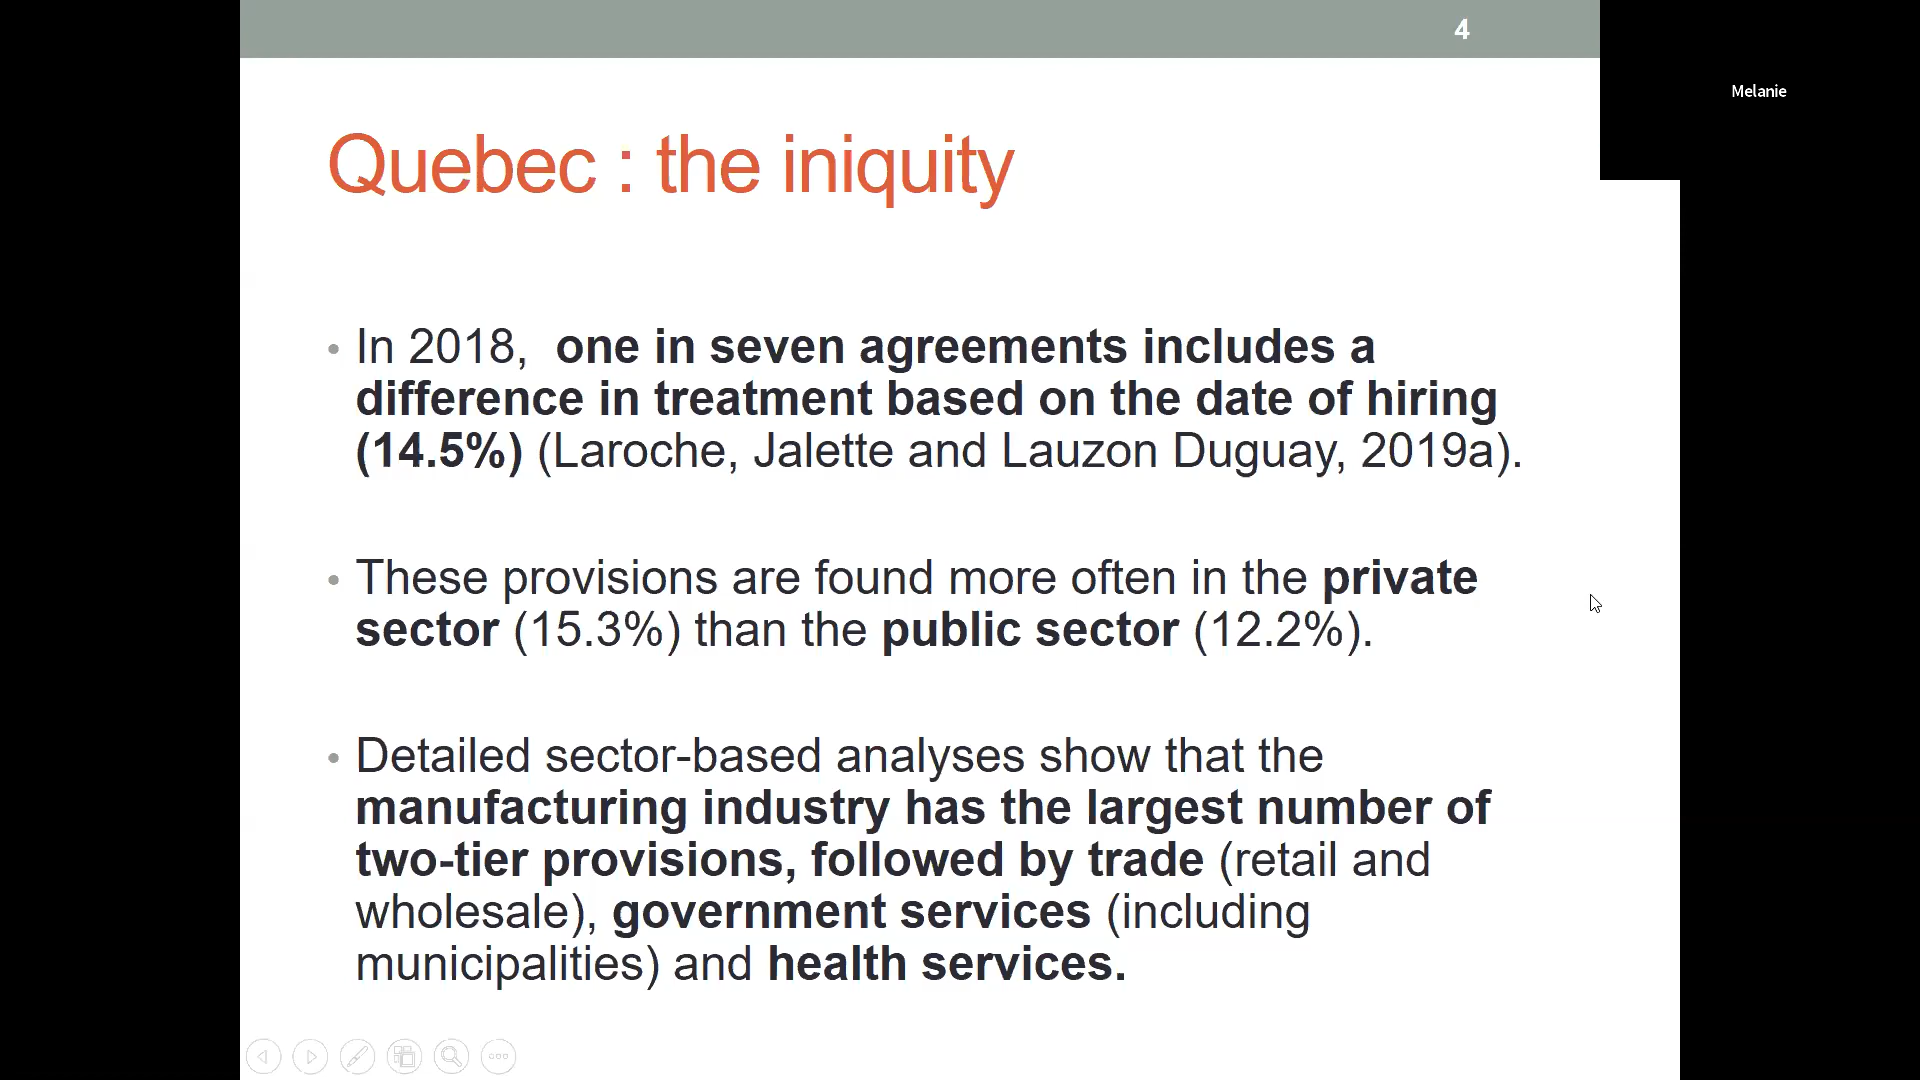 4
Melanie
Quebec : the iniquity
• In 2018,  one in seven agreements includes a
difference in treatment based on the date of hiring
(14.5%) (Laroche, Jalette and Lauzon Duguay, 2019a).
• These provisions are found more often in the private
sector (15.3%) than the public sector (12.2%).
• Detailed sector-based analyses show that the
manufacturing industry has the largest number of
two-tier provisions, followed by trade (retail and
wholesale), government services (including
municipalities) and health services.